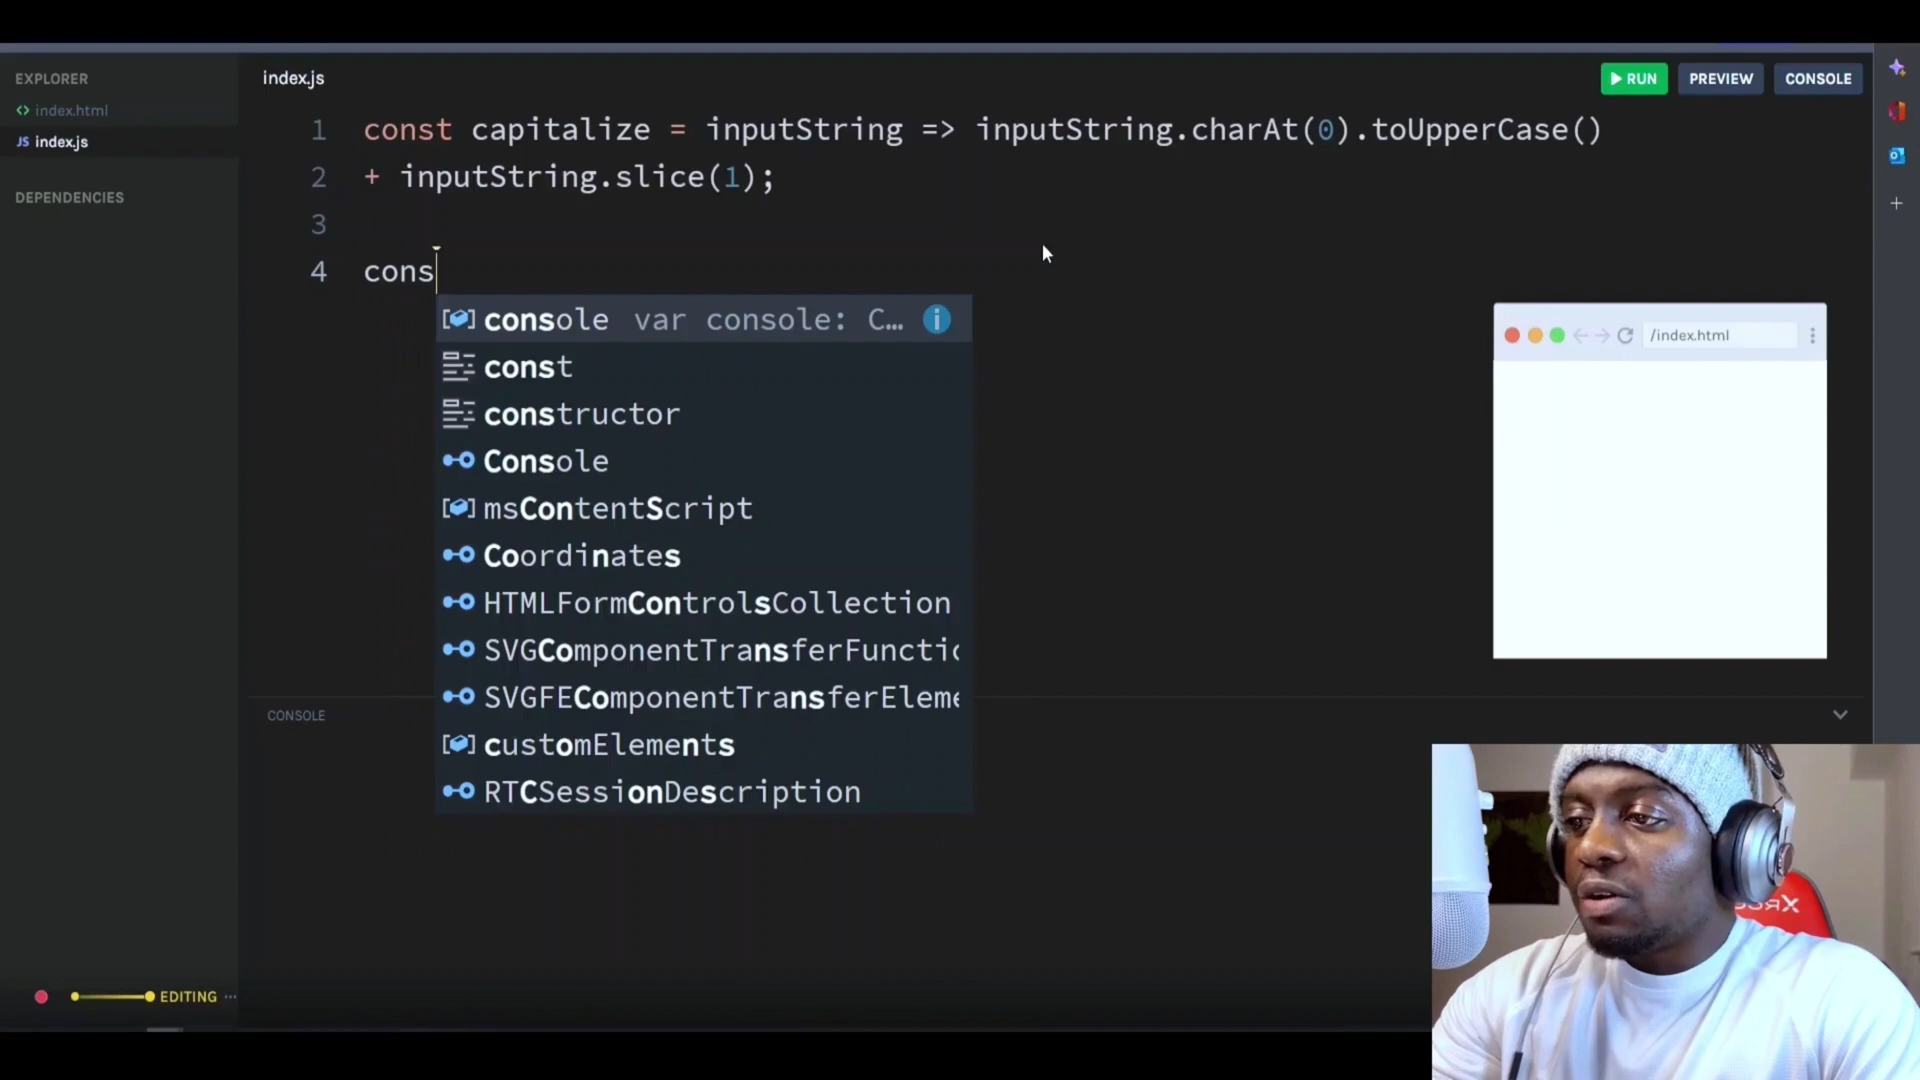 EXPLORER
index.html
JS index.js
DEPENDENCIES
index.js
RUN
PREVIEW
CONSOLE
1 const capitalize = inputString => inputString.charAt(0).toUpperCase()
2 + inputString.slice(1);
3
4 cons
console var console: C…
const
constructor
Console
msContentScript
Coordinates
HTMLFormControlsCollection
SVGComponentTransferFunctic
SVGFEComponentTransferEleme
customElements
RTCSessionDescription
/index.html
CONSOLE
EDITING ...